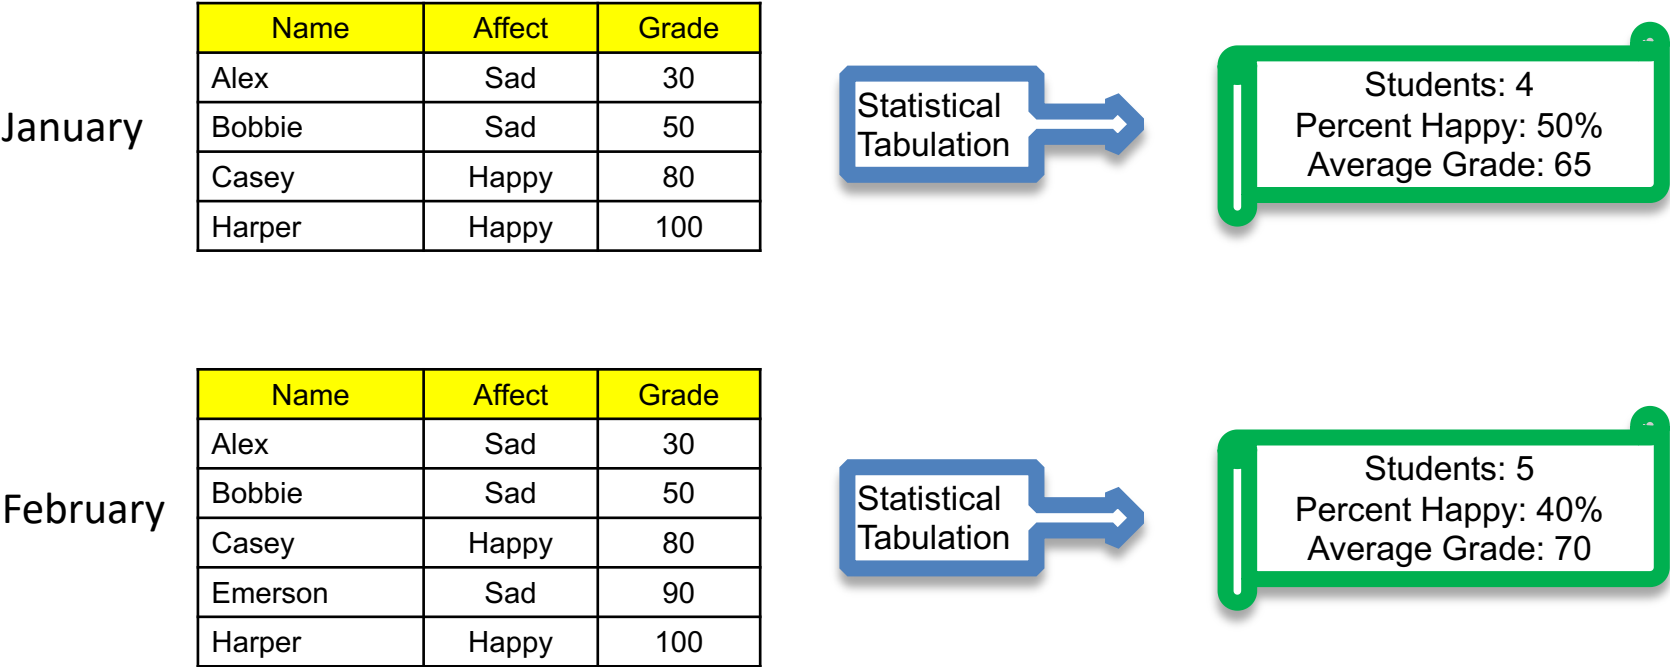 January
Name Affect Grade
Alex Sad 30
Bobbie Sad 50
Casey Happy 80
Harper Happy 100
Statistical
Tabulation
Students: 4
Percent Happy: 50%
Average Grade: 65
February
Name Affect Grade
Alex Sad 30
Bobbie Sad 50
Casey Happy 80
Emerson Sad 90
Harper Happy 100
Statistical
Tabulation
Students: 5
Percent Happy: 40%
Average Grade: 70